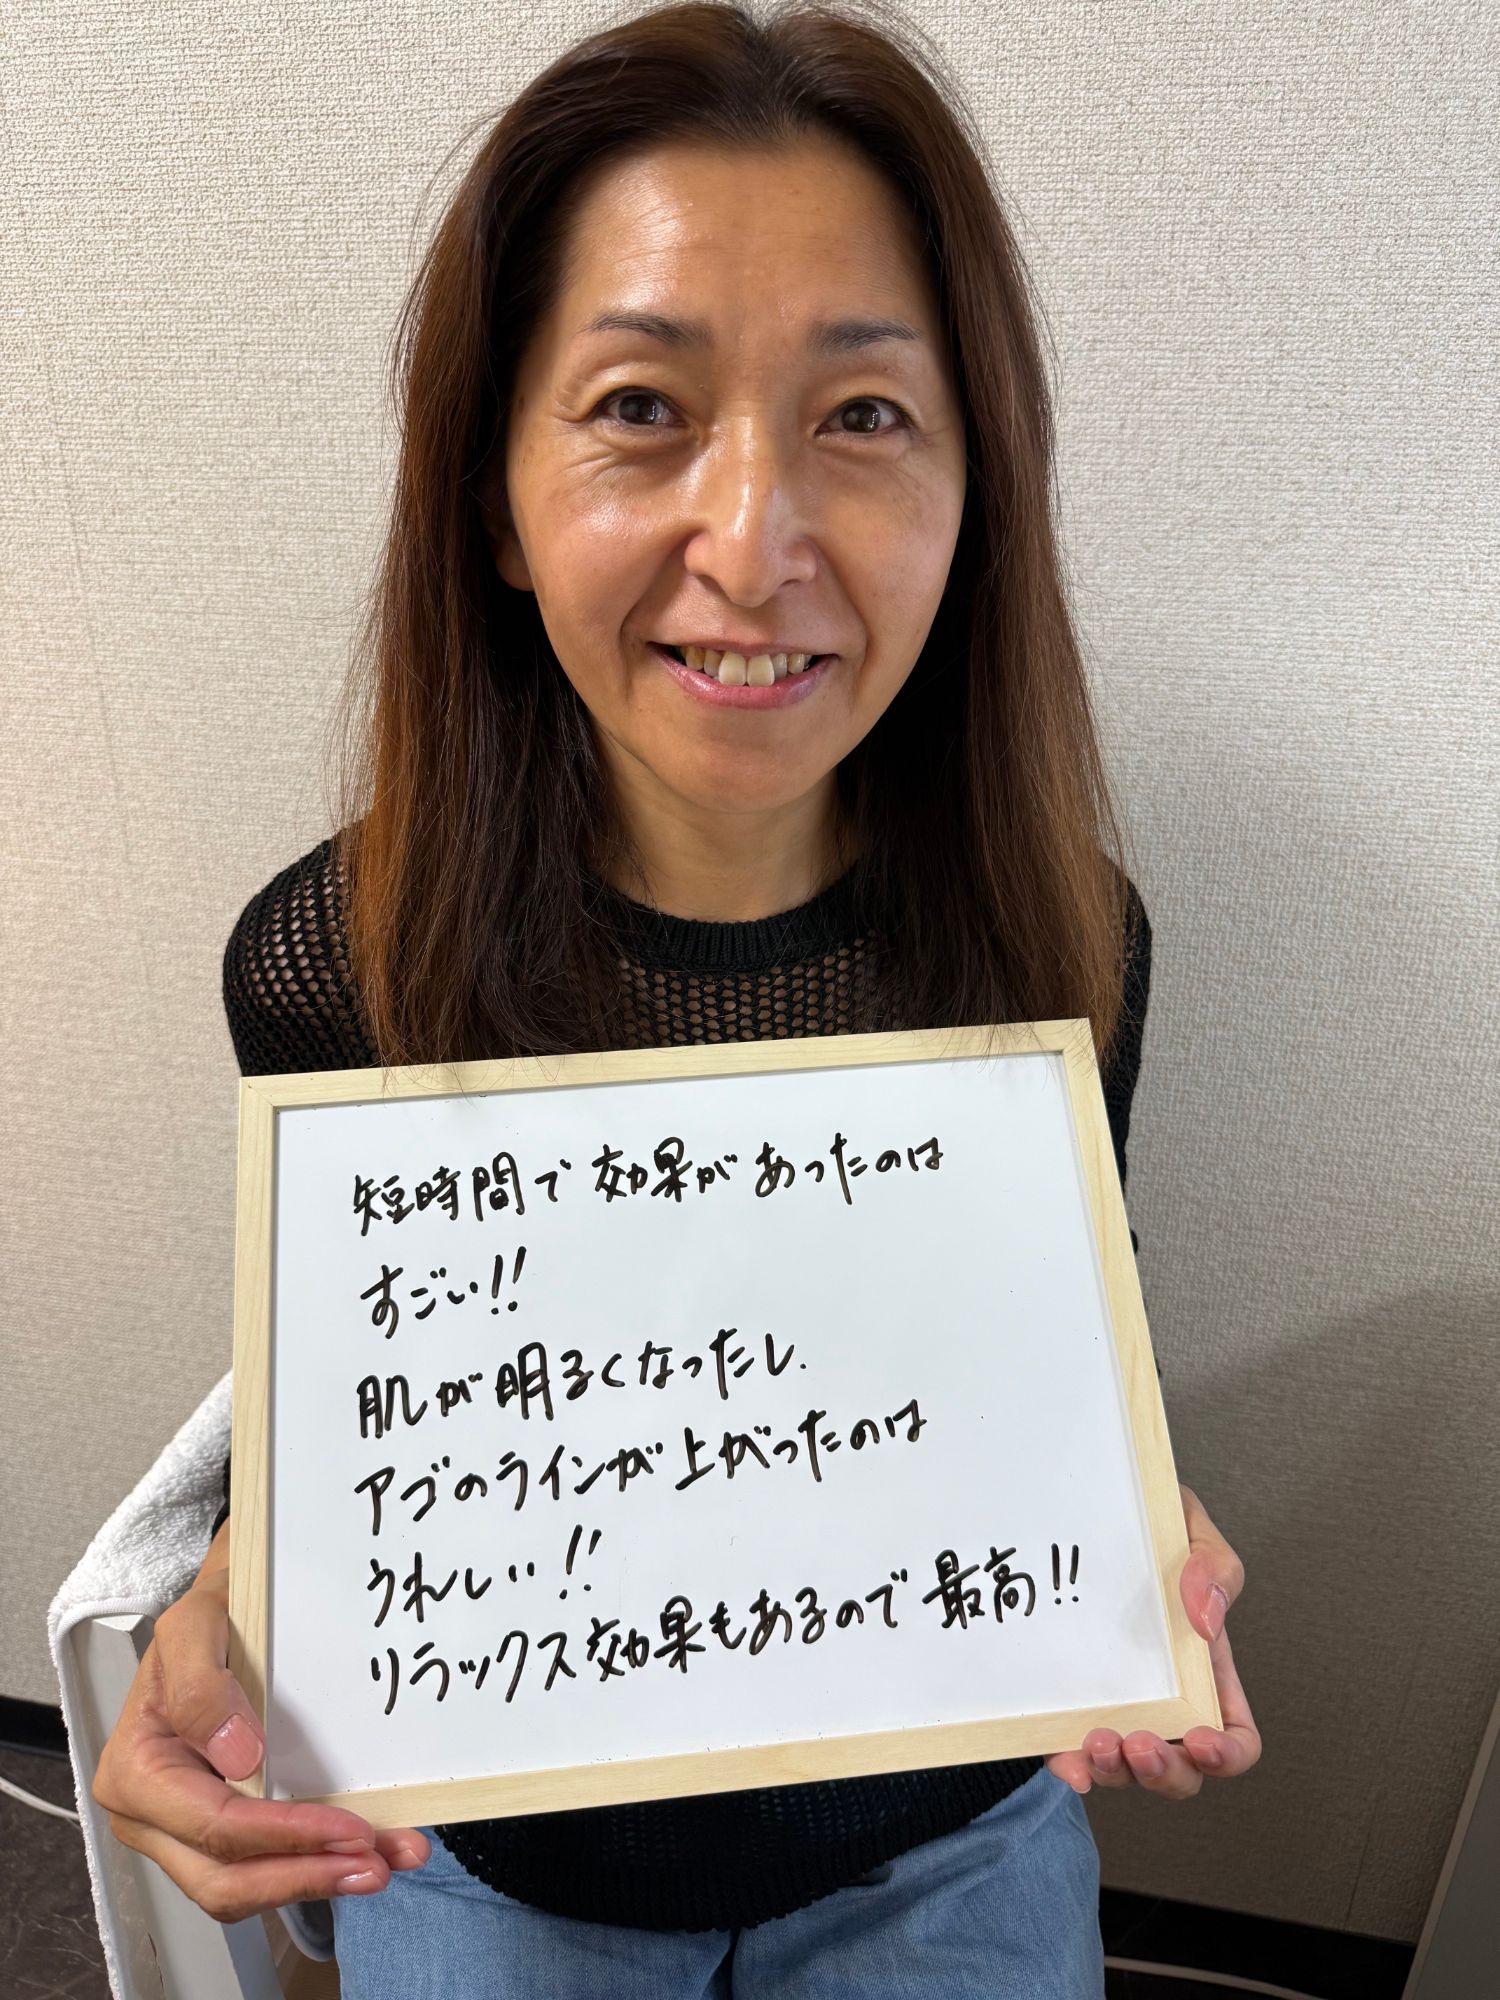 短時間で効果があったのは
すごい!!
肌が明るくなったし、
アゴのラインが上がったのは
うれしい!!
リラックス効果もあるので最高!!